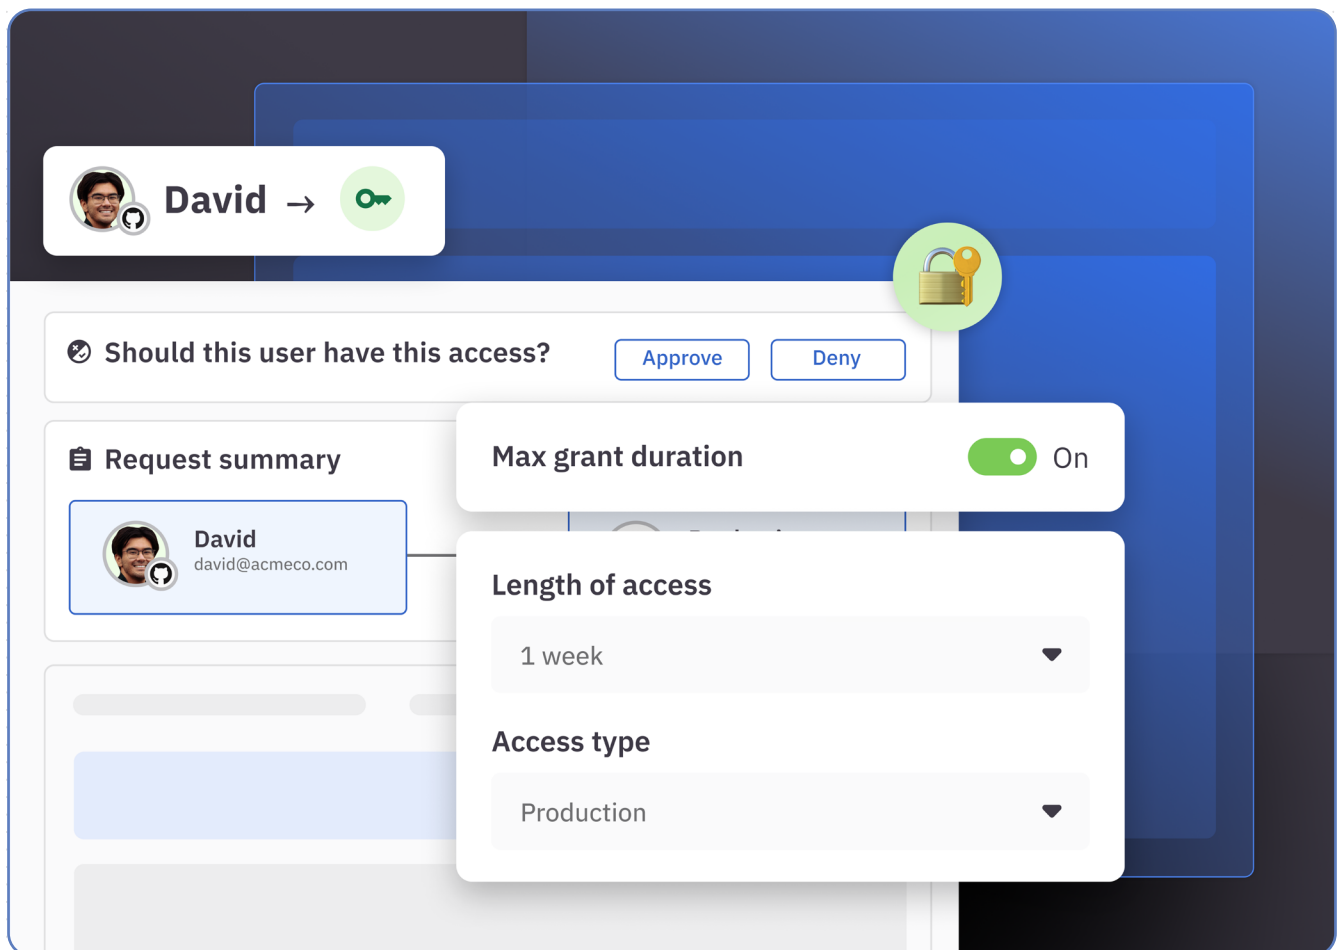 David →
Should this user have this access?
Approve
Deny
Request summary
Max grant duration
On
David
david@acmeco.com
Length of access
1 week
Access type
Production